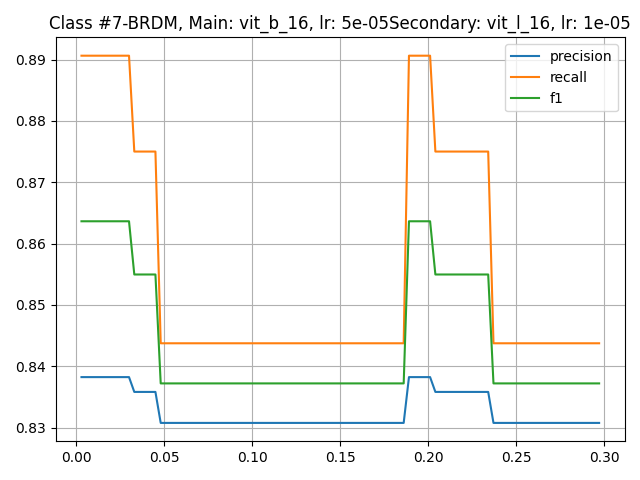 Class #7-BRDM, Main: vit_b_16, lr: 5e-05Secondary: vit_l_16, lr: 1e-05
precision
recall
f1
0.89
0.88
0.87
0.86
0.85
0.84
0.83
0.00 0.05 0.10 0.15 0.20 0.25 0.30